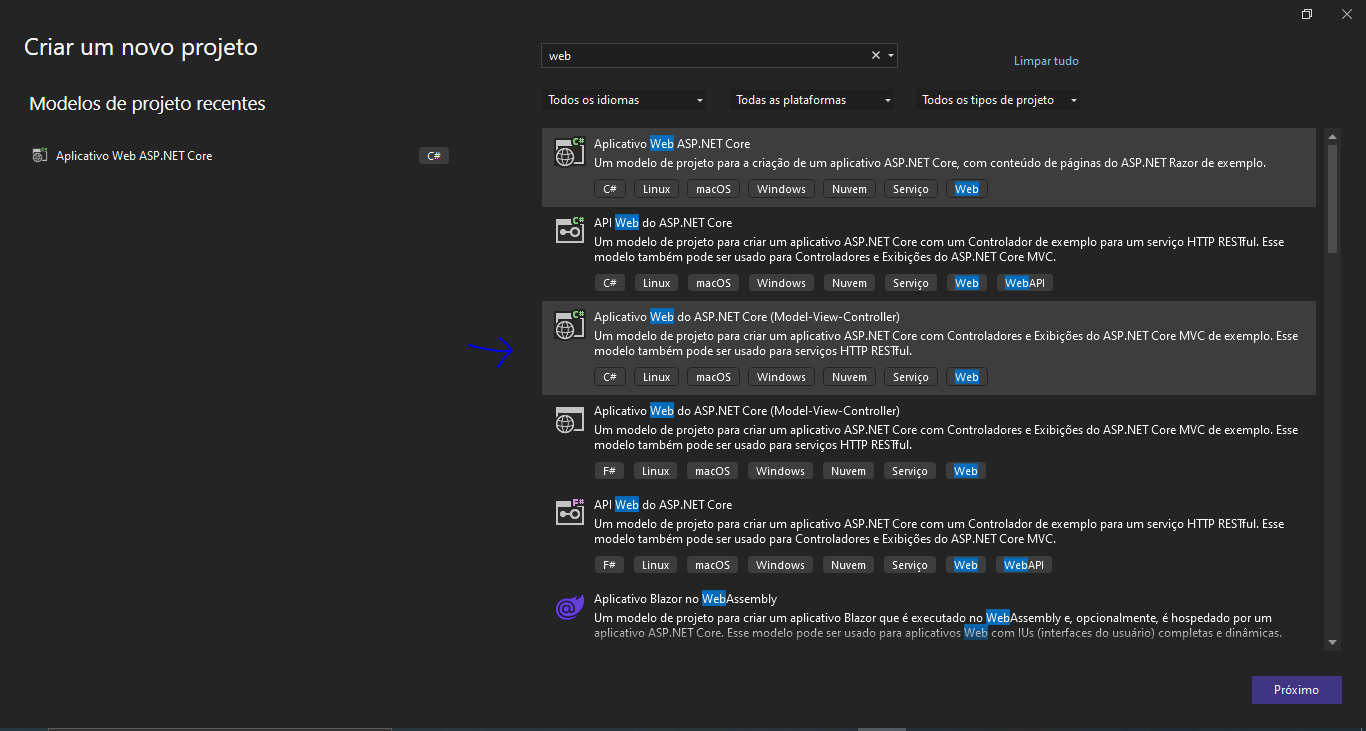 Criar um novo projeto
Modelos de projeto recentes
Aplicativo Web ASP.NET Core
C#
web
Limpar tudo
Todos os idiomas
Todas as plataformas
Todos os tipos de projeto
C#
Aplicativo Web ASP.NET Core
Um modelo de projeto para a criação de um aplicativo ASP.NET Core, com conteúdo de páginas do ASP.NET Razor de exemplo.
C# Linux macOS Windows Nuvem Serviço Web
C#
API Web do ASP.NET Core
Um modelo de projeto para criar um aplicativo ASP.NET Core com um Controlador de exemplo para um serviço HTTP RESTful. Esse
modelo também pode ser usado para Controladores e Exibições do ASP.NET Core MVC.
C# Linux macOS Windows Nuvem Serviço Web WebAPI
C#
Aplicativo Web do ASP.NET Core (Model-View-Controller)
Um modelo de projeto para criar um aplicativo ASP.NET Core com Controladores e Exibições do ASP.NET Core MVC de exemplo. Esse
modelo também pode ser usado para serviços HTTP RESTful.
C# Linux macOS Windows Nuvem Serviço Web
Aplicativo Web do ASP.NET Core (Model-View-Controller)
Um modelo de projeto para criar um aplicativo ASP.NET Core com Controladores e Exibições do ASP.NET Core MVC de exemplo. Esse
modelo também pode ser usado para serviços HTTP RESTful.
F# Linux macOS Windows Nuvem Serviço Web
F#
API Web do ASP.NET Core
Um modelo de projeto para criar um aplicativo ASP.NET Core com um Controlador de exemplo para um serviço HTTP RESTful. Esse
modelo também pode ser usado para Controladores e Exibições do ASP.NET Core MVC.
F# Linux macOS Windows Nuvem Serviço Web WebAPI
Aplicativo Blazor no WebAssembly
Um modelo de projeto para criar um aplicativo Blazor que é executado no WebAssembly e, opcionalmente, é hospedado por um
aplicativo ASP.NET Core. Esse modelo pode ser usado para aplicativos Web com IUs (interfaces do usuário) completas e dinâmicas.
Próximo